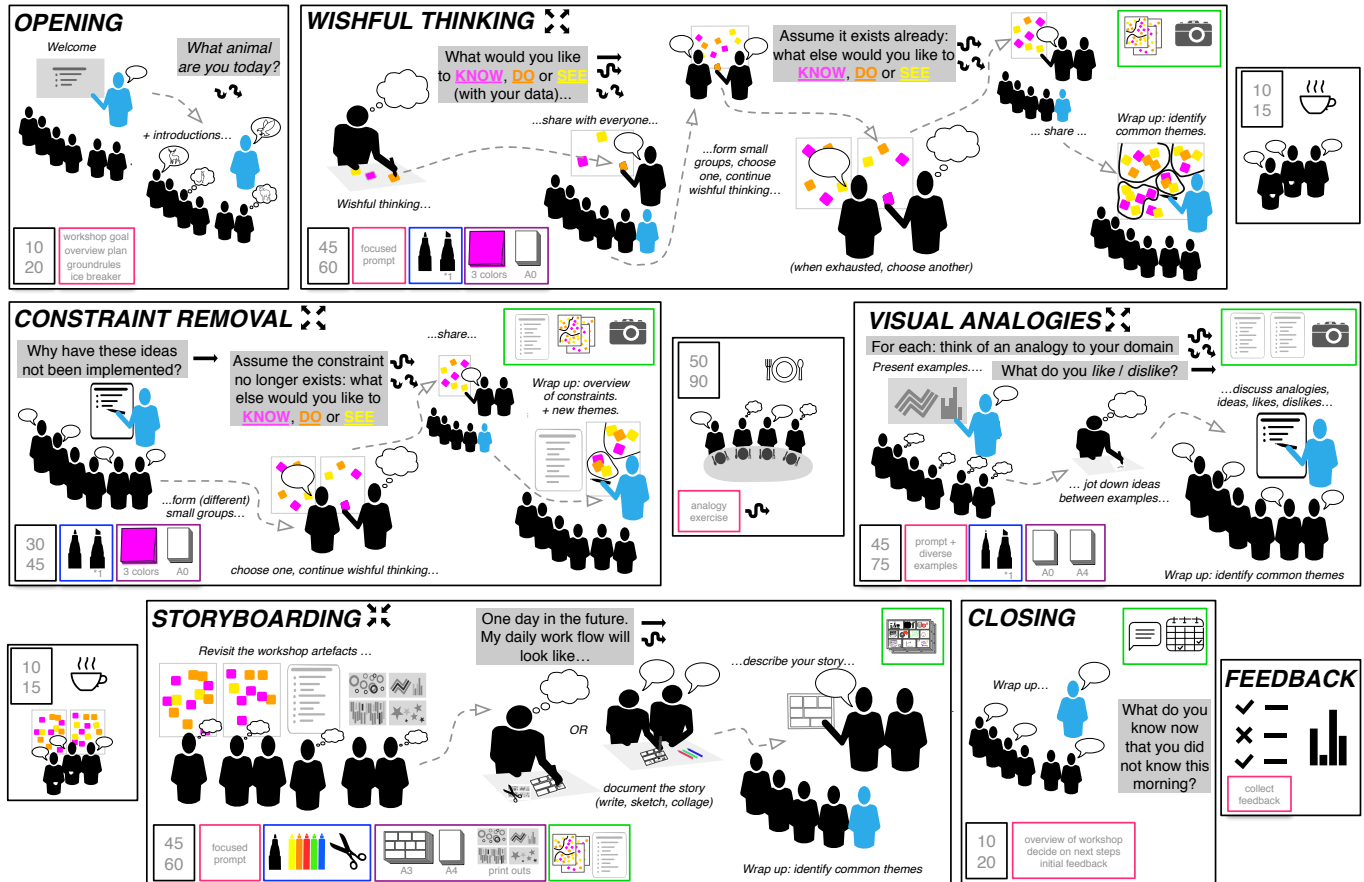 OPENING
Welcome
What animal
are you today?
+ introductions…
10
20
workshop goal
overview plan
groundrules
ice breaker
WISHFUL THINKING
What would you like
to KNOW, DO or SEE
(with your data)...
Wishful thinking…
...share with everyone...
...form small
groups, choose
one, continue
wishful thinking…
Assume it exists already:
what else would you like to
KNOW, DO or SEE
(when exhausted, choose another)
... share ...
Wrap up: identify
common themes.
45
60
focused
prompt
*1
3 colors
A0
10
15
CONSTRAINT REMOVAL
Why have these ideas
not been implemented?
Assume the constraint
no longer exists: what
else would you like to
KNOW, DO or SEE
...share...
Wrap up: overview
of constraints.
+ new themes.
...form (different)
small groups…
choose one, continue wishful thinking…
30
45
*1
3 colors
A0
50
90
analogy
exercise
VISUAL ANALOGIES
For each: think of an analogy to your domain
Present examples….
What do you like / dislike?
...discuss analogies,
ideas, likes, dislikes…
… jot down ideas
between examples…
45
75
prompt +
diverse
examples
*1
A0
A4
Wrap up: identify common themes
10
15
STORYBOARDING
Revisit the workshop artefacts …
One day in the future.
My daily work flow will
look like…
OR
document the story
(write, sketch, collage)
...describe your story…
Wrap up: identify common themes
45
60
focused
prompt
A3
A4
print outs
CLOSING
Wrap up…
What do you
know now
that you did
not know this
morning?
10
20
overview of workshop
decide on next steps
initial feedback
FEEDBACK
collect
feedback